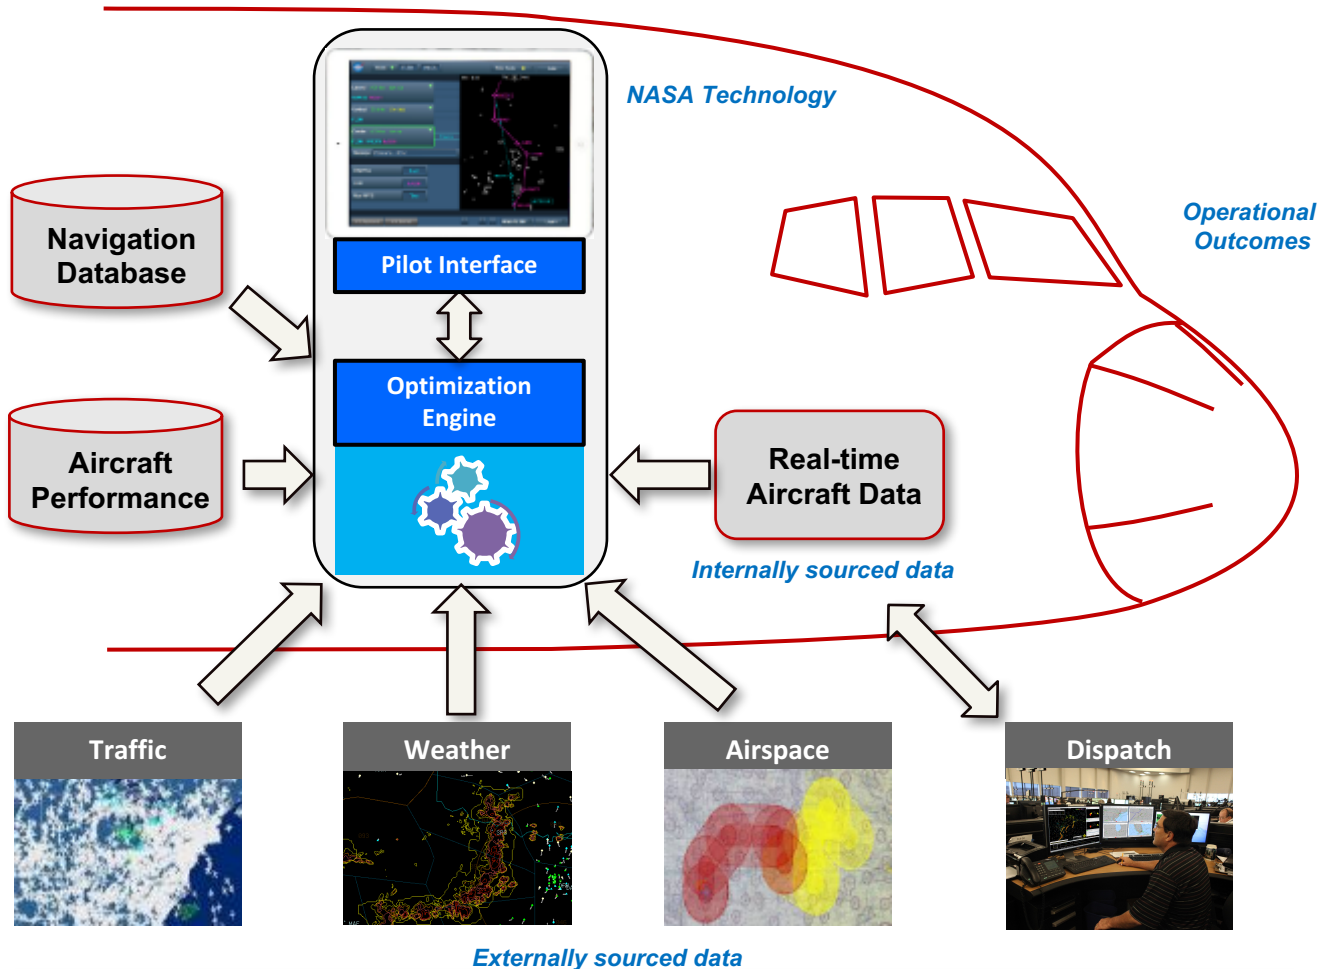 NASA Technology
Operational
Outcomes
Navigation
Database
Pilot Interface
Optimization
Engine
Aircraft
Performance
Real-time
Aircraft Data
Internally sourced data
Traffic
Weather
Airspace
Dispatch
Externally sourced data